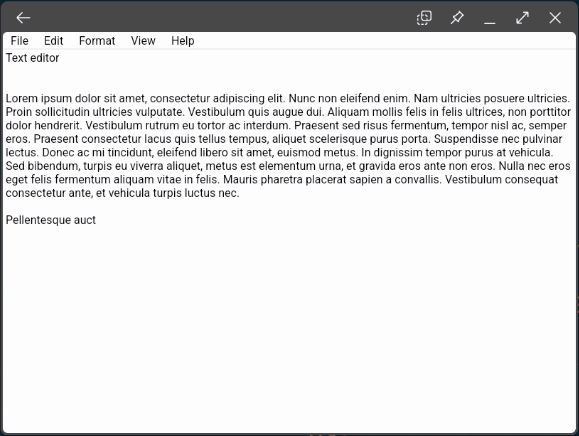 File Edit Format View Help
Text editor
Lorem ipsum dolor sit amet, consectetur adipiscing elit. Nunc non eleifend enim. Nam ultricies posuere ultricies.
Proin sollicitudin ultricies vulputate. Vestibulum quis augue dui. Aliquam mollis felis in felis ultrices, non porttitor
dolor hendrerit. Vestibulum rutrum eu tortor ac interdum. Praesent sed risus fermentum, tempor nisl ac, semper
eros. Praesent consectetur lacus quis tellus tempus, aliquet scelerisque purus porta. Suspendisse nec pulvinar
lectus. Donec ac mi tincidunt, eleifend libero sit amet, euismod metus. In dignissim tempor purus at vehicula.
Sed bibendum, turpis eu viverra aliquet, metus est elementum urna, et gravida eros ante non eros. Nulla nec eros
eget felis fermentum aliquam vitae in felis. Mauris pharetra placerat sapien a convallis. Vestibulum consequat
consectetur ante, et vehicula turpis luctus nec.
Pellentesque auct